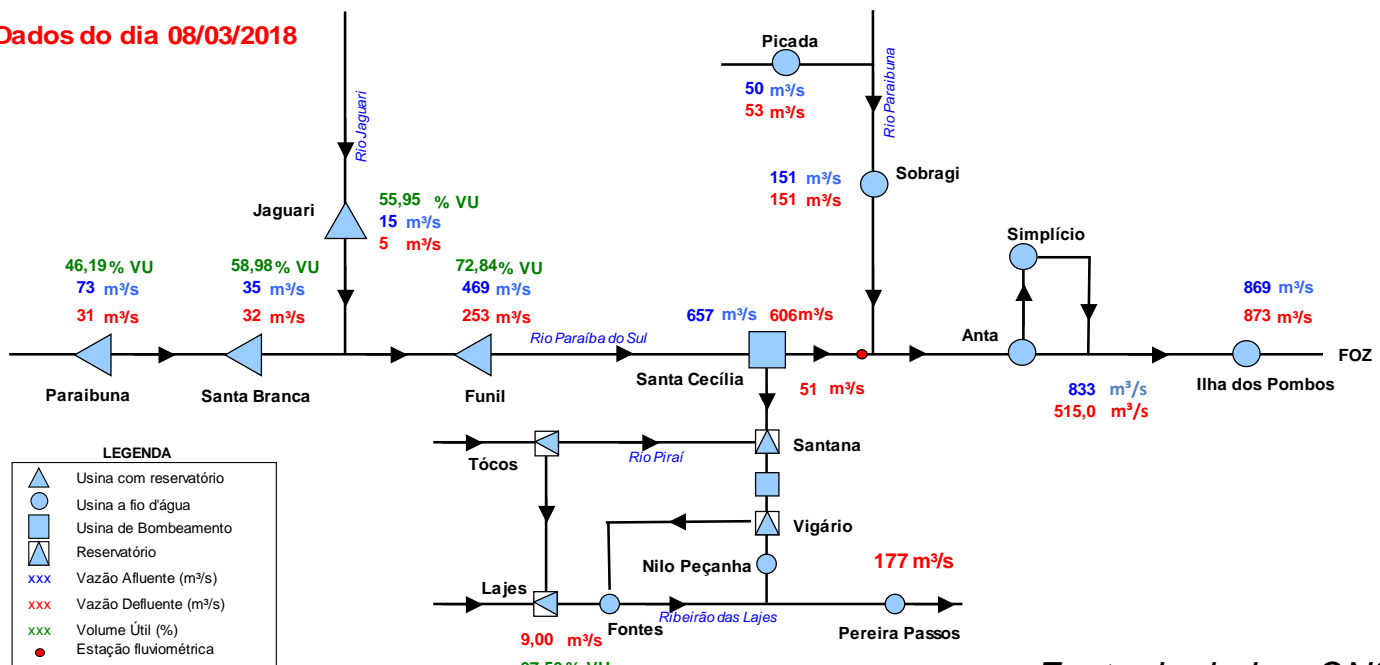 Dados do dia 08/03/2018
Picada
50 m³/s
53 m³/s
Rio Paraibuna
Rio Jaguari
Sobragi
151 m³/s
151 m³/s
Jaguari
55,95 % VU
15 m³/s
5 m³/s
Simplício
46,19% VU
73 m³/s
31 m³/s
58,98% VU
35 m³/s
32 m³/s
72,84% VU
469 m³/s
253 m³/s
657 m³/s 606m³/s
869 m³/s
873 m³/s
Rio Paraíba do Sul
Anta
FOZ
Paraibuna
Santa Branca
Funil
Santa Cecília
51 m³/s
833 m³/s
515,0 m³/s
Ilha dos Pombos
Tócos
Rio Piraí
Santana
Vigário
Nilo Peçanha
177 m³/s
Lajes
Fontes
Ribeirão das Lajes
Pereira Passos
9,00 m³/s
LEGENDA
Usina com reservatório
Usina a fio d'água
Usina de Bombeamento
Reservatório
xxx Vazão Afluente (m³/s)
xxx Vazão Defluente (m³/s)
xxx Volume Útil (%)
Estação fluviométrica